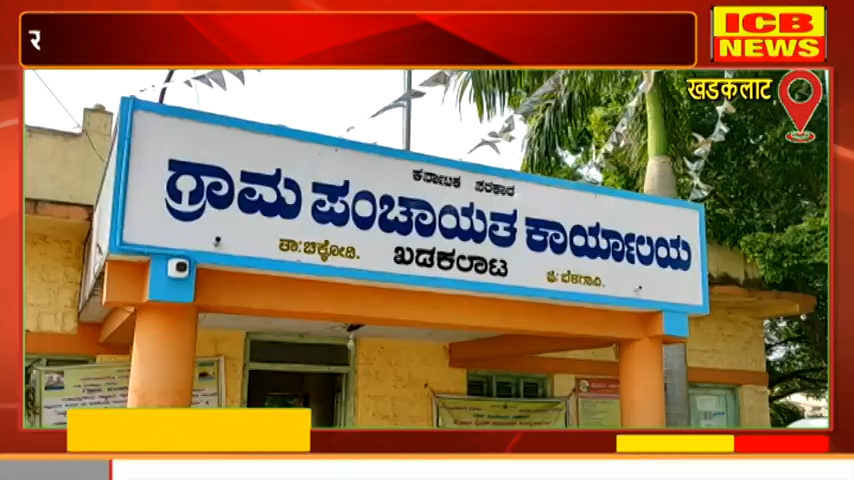 र
ICB
NEWS
खडकलाट
ಕರ್ನಾಟಕ ಸರಕಾರ
ಗ್ರಾಮ ಪಂಚಾಯತ ಕಾರ್ಯಾಲಯ
ತಾ:ಚಿಕ್ಕೋಡಿ. ಖಡಕಲಾಟ ಜಿ:ಬೆಳಗಾವಿ.